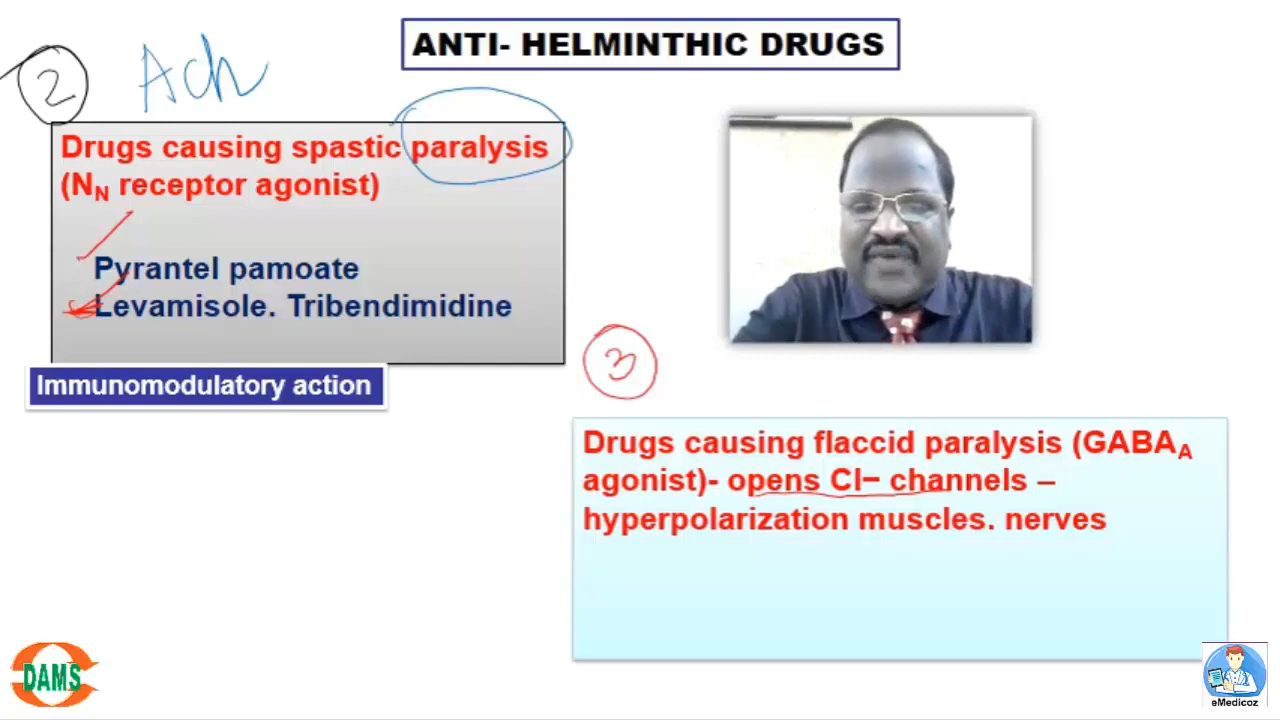 ANTI- HELMINTHIC DRUGS
2
Ach
Drugs causing spastic paralysis
(NN receptor agonist)
Pyrantel pamoate
Levamisole. Tribendimidine
Immunomodulatory action
3
Drugs causing flaccid paralysis (GABAA
agonist)- opens Cl− channels –
hyperpolarization muscles. nerves
DAMS
eMedicoz